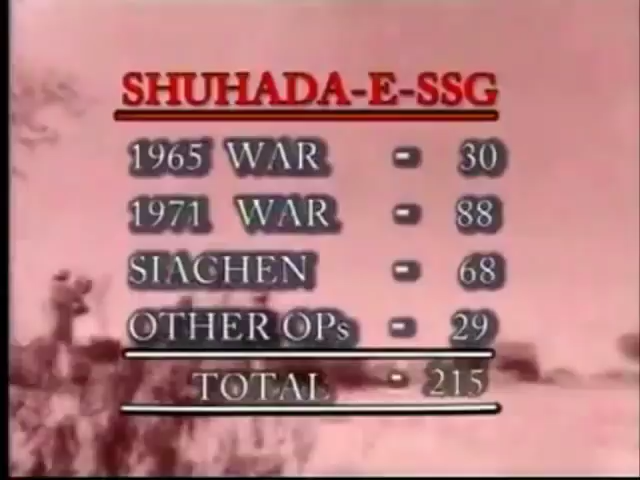 SHUHADA-E-SSG
1965 WAR - 30
1971 WAR - 88
SIACHEN - 68
OTHER OPs - 29
TOTAL - 215